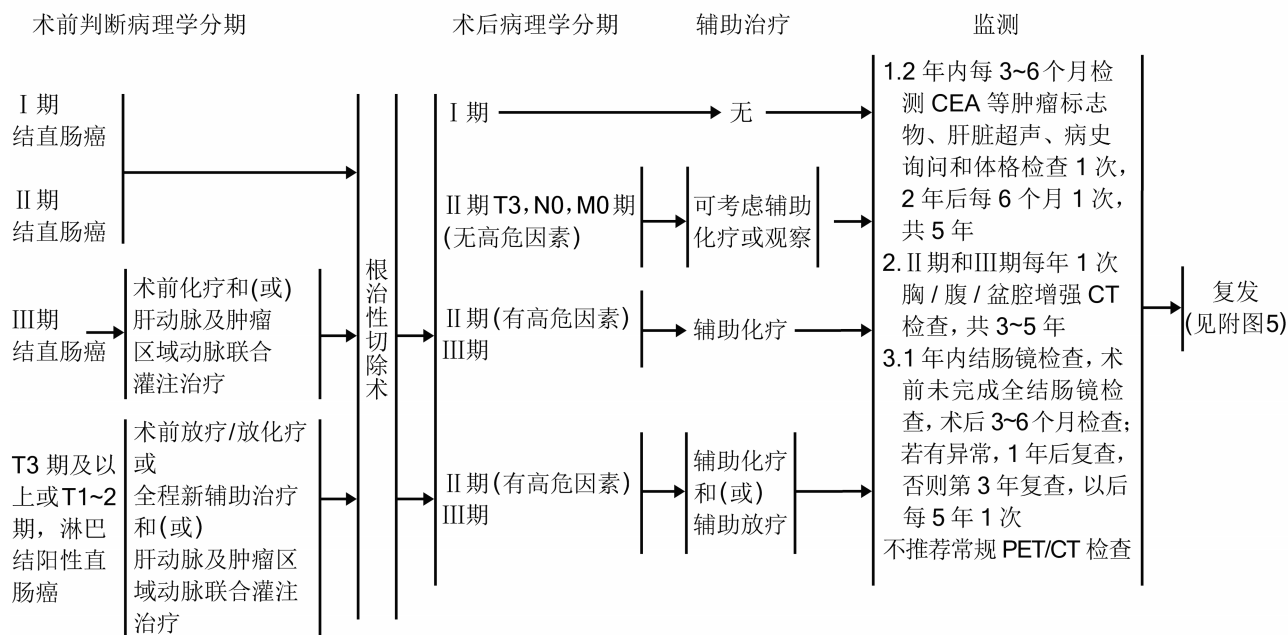 术前判断病理学分期
术后病理学分期
辅助治疗
监测
Ⅰ期
结直肠癌
Ⅱ期
结直肠癌
Ⅲ期
结直肠癌
术前化疗和(或)
肝动脉及肿瘤
区域动脉联合
灌注治疗
T3 期及以
上或T1~2
期，淋巴
结阳性直
肠癌
术前放疗/放化疗
或
全程新辅助治疗
和(或)
肝动脉及肿瘤区
域动脉联合灌注
治疗
根治性切除术
Ⅰ期
无
Ⅱ期T3，N0，M0期
(无高危因素)
可考虑辅助
化疗或观察
Ⅱ期(有高危因素)
Ⅲ期
辅助化疗
Ⅱ期(有高危因素)
Ⅲ期
辅助化疗
和(或)
辅助放疗
1.2 年内每 3~6个月检
测 CEA 等肿瘤标志
物、肝脏超声、病史
询问和体格检查 1 次，
2 年后每 6 个月 1 次，
共 5 年
2.Ⅱ期和Ⅲ期每年 1 次
胸 / 腹 / 盆腔增强 CT
检查，共 3~5 年
3.1 年内结肠镜检查，术
前未完成全结肠镜检
查，术后 3~6个月检查；
若有异常，1 年后复查，
否则第 3 年复查，以后
每 5 年 1 次
不推荐常规 PET/CT 检查
复发
(见附图5)